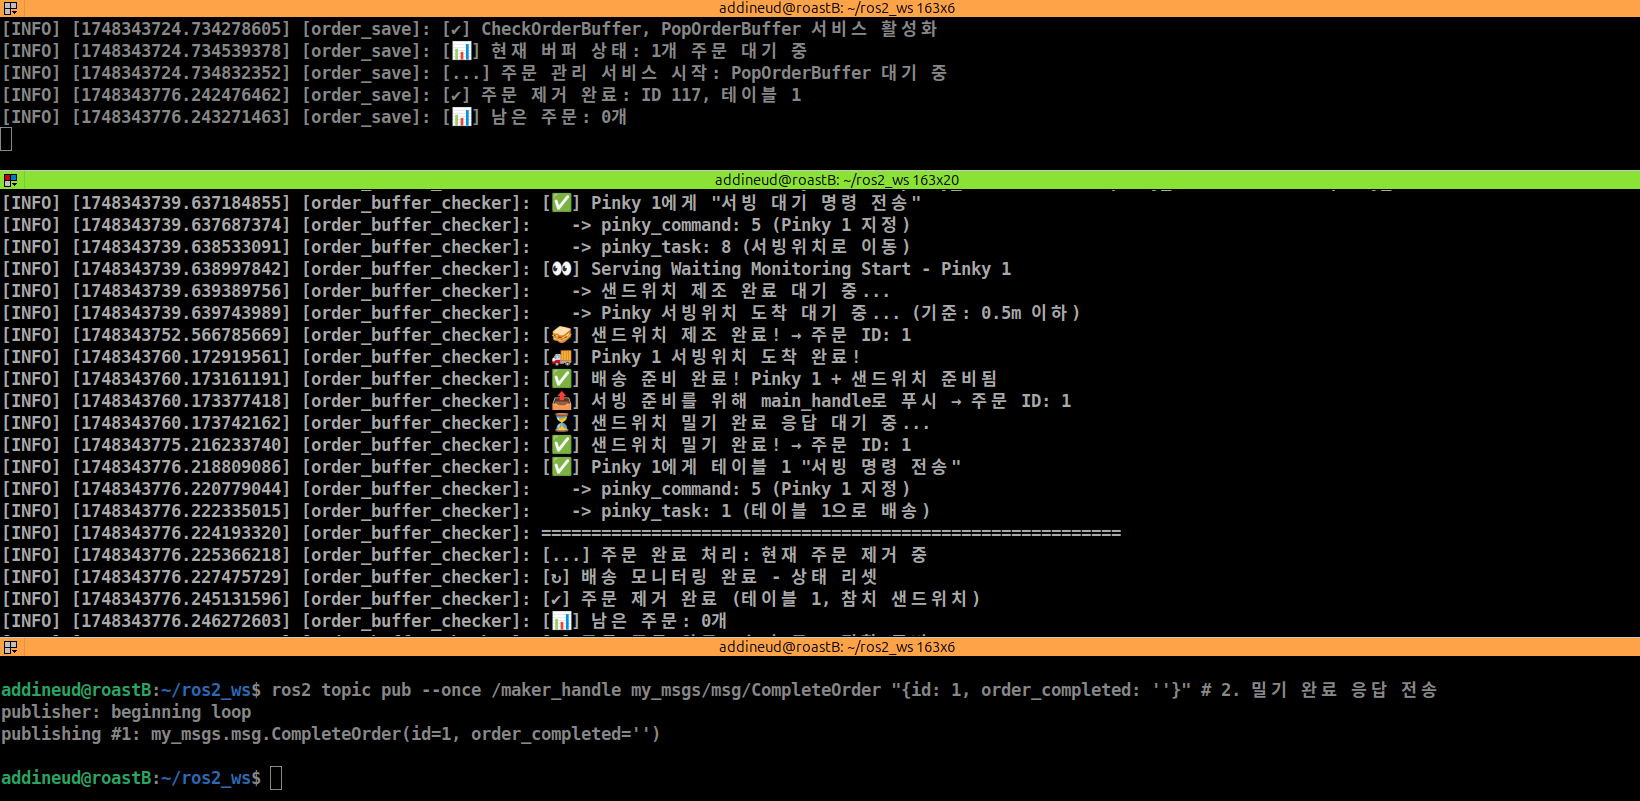 addineud@roastB: ~/ros2_ws 163x6
[INFO] [1748343724.734278605] [order_save]: [✔] CheckOrderBuffer, PopOrderBuffer 서비스 활성화
[INFO] [1748343724.734539378] [order_save]: [📊] 현재 버퍼 상태: 1개 주문 대기 중
[INFO] [1748343724.734832352] [order_save]: [...] 주문 관리 서비스 시작: PopOrderBuffer 대기 중
[INFO] [1748343776.242476462] [order_save]: [✔] 주문 제거 완료: ID 117, 테이블 1
[INFO] [1748343776.243271463] [order_save]: [📊] 남은 주문: 0개
addineud@roastB: ~/ros2_ws 163x20
[INFO] [1748343739.637184855] [order_buffer_checker]: [✅] Pinky 1에게 "서빙 대기 명령 전송"
[INFO] [1748343739.637687374] [order_buffer_checker]:    -> pinky_command: 5 (Pinky 1 지정)
[INFO] [1748343739.638533091] [order_buffer_checker]:    -> pinky_task: 8 (서빙위치로 이동)
[INFO] [1748343739.638997842] [order_buffer_checker]: [👀] Serving Waiting Monitoring Start - Pinky 1
[INFO] [1748343739.639389756] [order_buffer_checker]:    -> 샌드위치 제조 완료 대기 중...
[INFO] [1748343739.639743989] [order_buffer_checker]:    -> Pinky 서빙위치 도착 대기 중... (기준: 0.5m 이하)
[INFO] [1748343752.566785669] [order_buffer_checker]: [🥪] 샌드위치 제조 완료! → 주문 ID: 1
[INFO] [1748343760.172919561] [order_buffer_checker]: [🚚] Pinky 1 서빙위치 도착 완료!
[INFO] [1748343760.173161191] [order_buffer_checker]: [✅] 배송 준비 완료! Pinky 1 + 샌드위치 준비됨
[INFO] [1748343760.173377418] [order_buffer_checker]: [📤] 서빙 준비를 위해 main_handle로 푸시 → 주문 ID: 1
[INFO] [1748343760.173742162] [order_buffer_checker]: [⏳] 샌드위치 밀기 완료 응답 대기 중...
[INFO] [1748343775.216233740] [order_buffer_checker]: [✅] 샌드위치 밀기 완료! → 주문 ID: 1
[INFO] [1748343776.218809086] [order_buffer_checker]: [✅] Pinky 1에게 테이블 1 "서빙 명령 전송"
[INFO] [1748343776.220779044] [order_buffer_checker]:    -> pinky_command: 5 (Pinky 1 지정)
[INFO] [1748343776.222335015] [order_buffer_checker]:    -> pinky_task: 1 (테이블 1으로 배송)
[INFO] [1748343776.224193320] [order_buffer_checker]: ==========================================================
[INFO] [1748343776.225366218] [order_buffer_checker]: [...] 주문 완료 처리: 현재 주문 제거 중
[INFO] [1748343776.227475729] [order_buffer_checker]: [↻] 배송 모니터링 완료 - 상태 리셋
[INFO] [1748343776.245131596] [order_buffer_checker]: [✔] 주문 제거 완료 (테이블 1, 참치 샌드위치)
[INFO] [1748343776.246272603] [order_buffer_checker]: [📊] 남은 주문: 0개
addineud@roastB: ~/ros2_ws 163x6
addineud@roastB:~/ros2_ws$ ros2 topic pub --once /maker_handle my_msgs/msg/CompleteOrder "{id: 1, order_completed: ''}" # 2. 밀기 완료 응답 전송
publisher: beginning loop
publishing #1: my_msgs.msg.CompleteOrder(id=1, order_completed='')
addineud@roastB:~/ros2_ws$